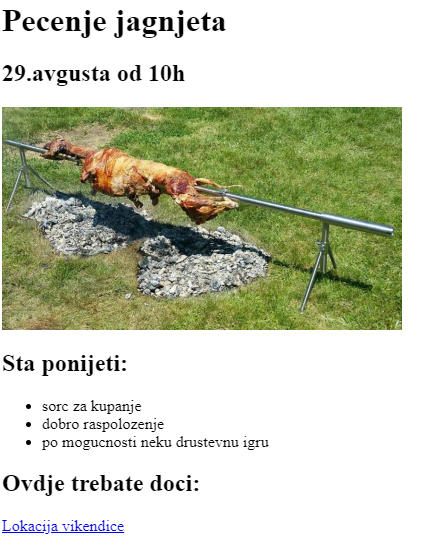 Pecenje jagnjeta
29.avgusta od 10h
Sta ponijeti:
sorc za kupanje
dobro raspolozenje
po mogucnosti neku drustevnu igru
Ovdje trebate doci:
Lokacija vikendice